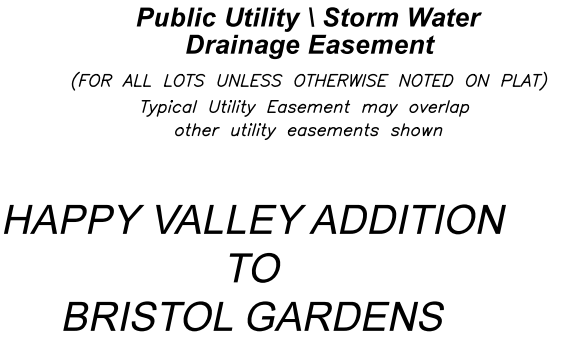 Public Utility \ Storm Water
Drainage Easement
(FOR ALL LOTS UNLESS OTHERWISE NOTED ON PLAT)
Typical Utility Easement may overlap
other utility easements shown
HAPPY VALLEY ADDITION
TO
BRISTOL GARDENS